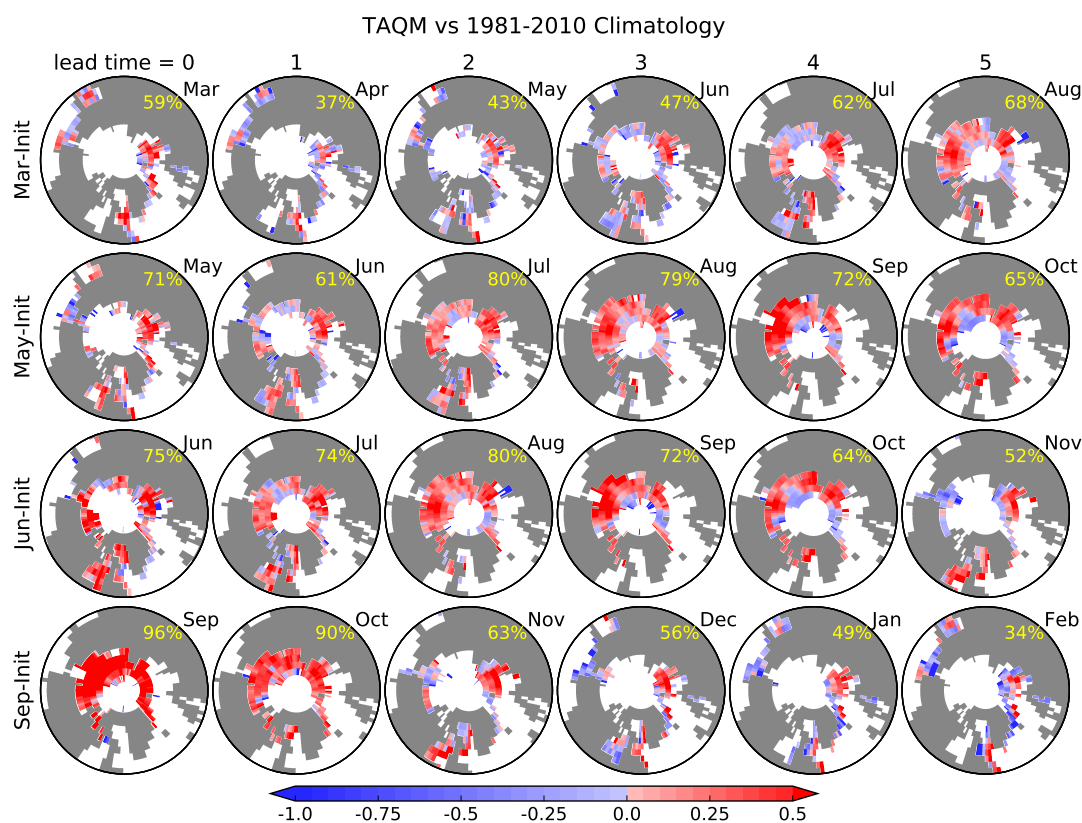 TAQM vs 1981-2010 Climatology
lead time = 0 1 2 3 4 5
Mar-Init
Mar Apr May Jun Jul Aug
59% 37% 43% 47% 62% 68%
May-Init
May Jun Jul Aug Sep Oct
71% 61% 80% 79% 72% 65%
Jun-Init
Jun Jul Aug Sep Oct Nov
75% 74% 80% 72% 64% 52%
Sep-Init
Sep Oct Nov Dec Jan Feb
96% 90% 63% 56% 49% 34%
-1.0 -0.75 -0.5 -0.25 0.0 0.25 0.5